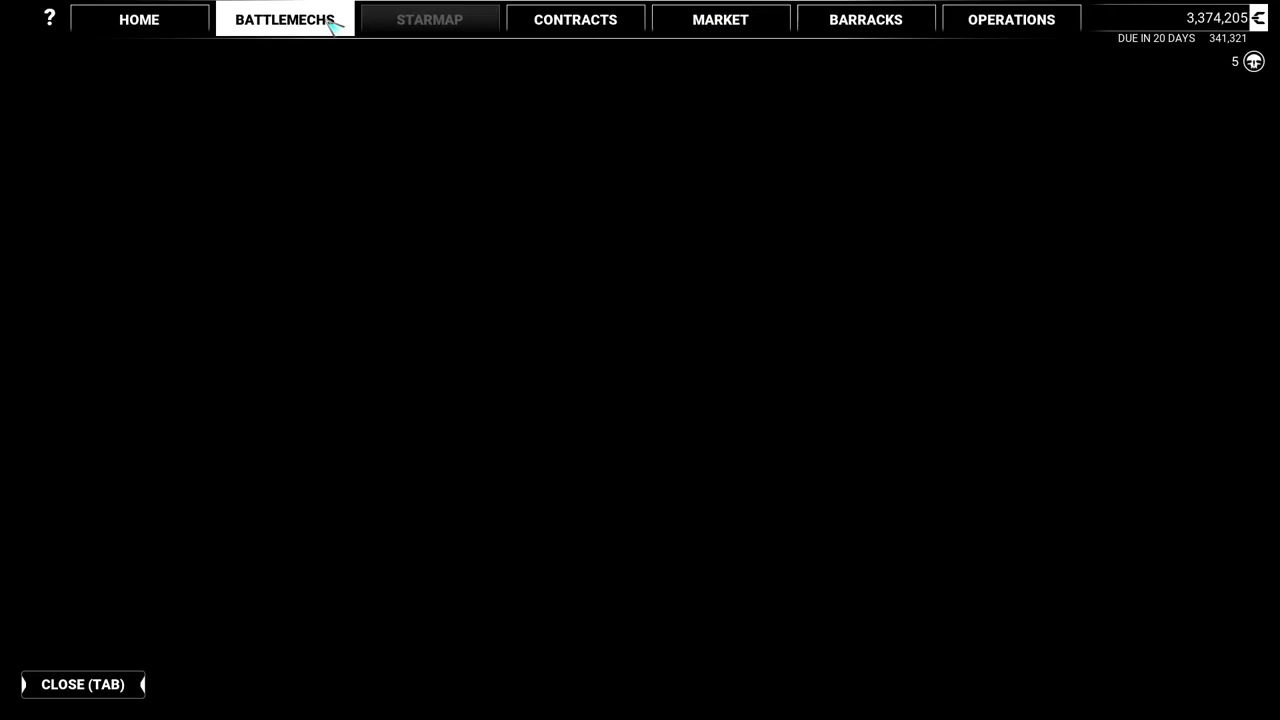 ? HOME BATTLEMECHS STARMAP CONTRACTS MARKET BARRACKS OPERATIONS 3,374,205
DUE IN 20 DAYS 341,321
5
CLOSE (TAB)